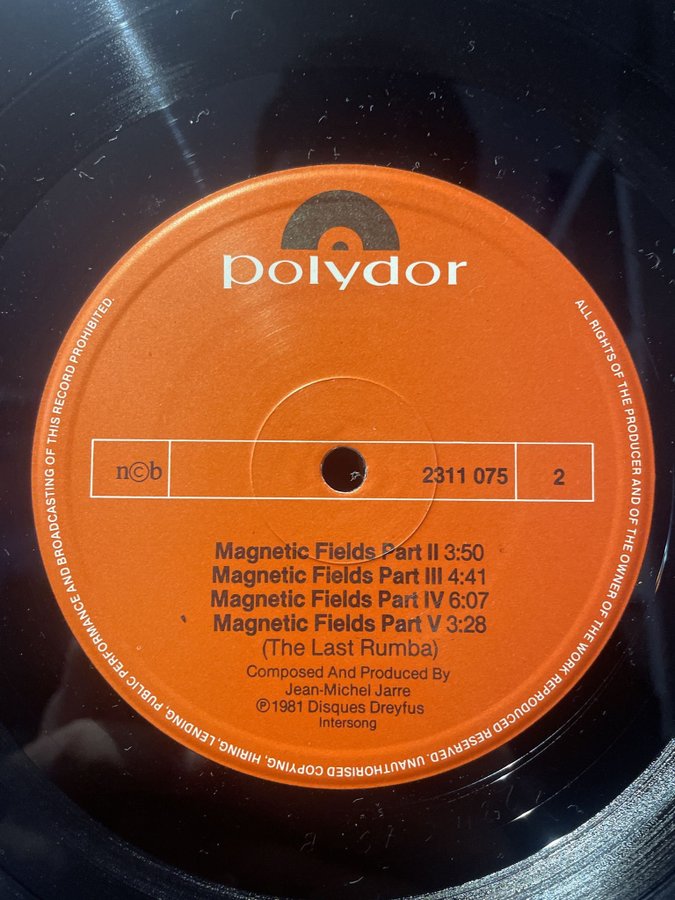 polydor
n©b
2311 075
2
Magnetic Fields Part II 3:50
Magnetic Fields Part III 4:41
Magnetic Fields Part IV 6:07
Magnetic Fields Part V 3:28
(The Last Rumba)
Composed And Produced By
Jean-Michel Jarre
℗ 1981 Disques Dreyfus
Intersong
ALL RIGHTS OF THE PRODUCER AND OF THE OWNER OF THE WORK REPRODUCED RESERVED. UNAUTHORISED COPYING, HIRING, LENDING, PUBLIC PERFORMANCE AND BROADCASTING OF THIS RECORD PROHIBITED.